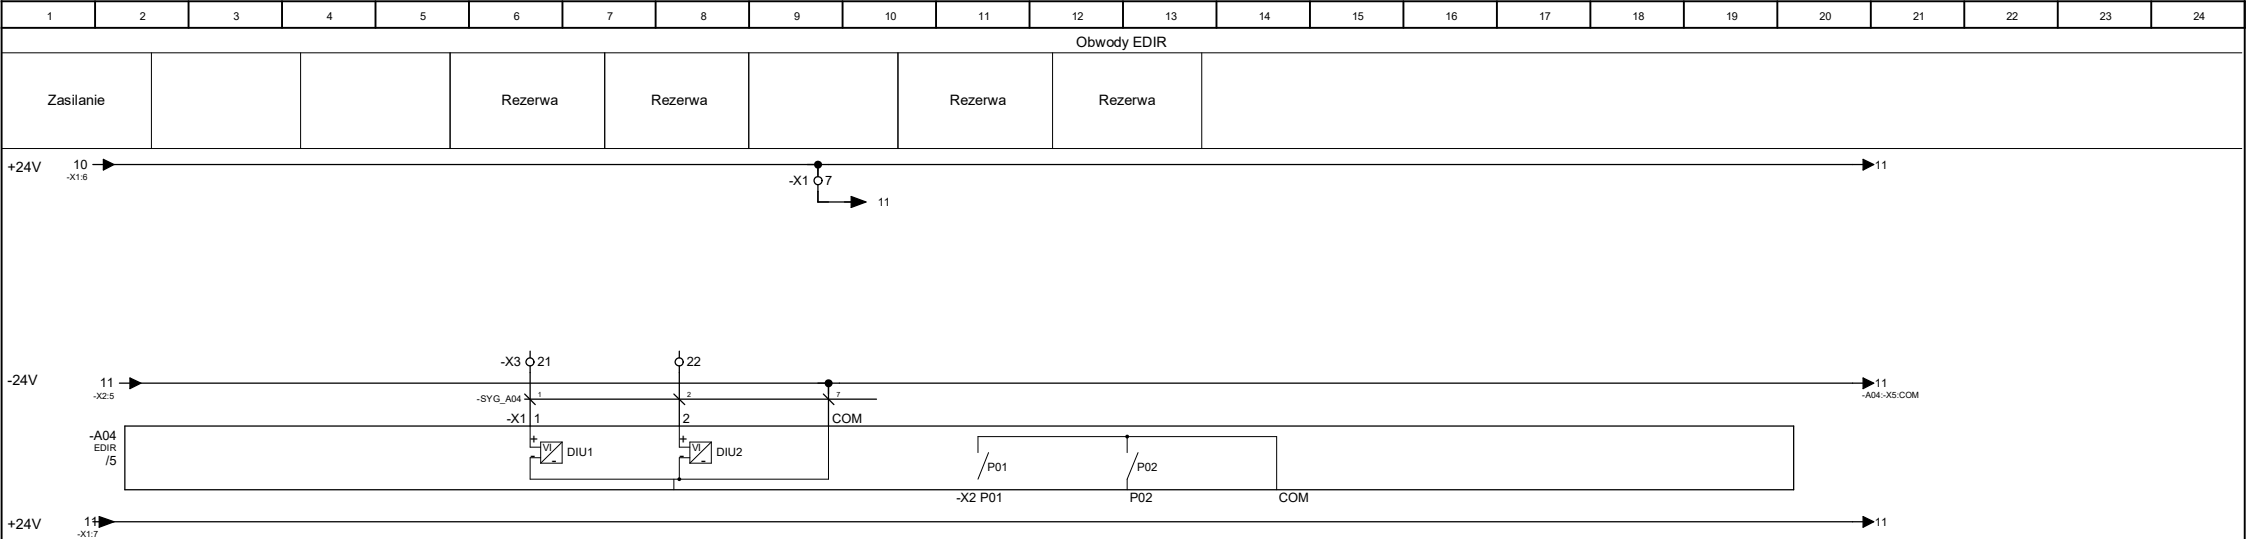 1 2 3 4 5 6 7 8 9 10 11 12 13 14 15 16 17 18 19 20 21 22 23 24
Obwody EDIR
Zasilanie Rezerwa Rezerwa Rezerwa Rezerwa
+24V 10 11
-X1:6
-X1 7
11
-X3 21 22
-24V 11 11
-X2:5 -A04:-X5:COM
-SYG_A04 1 2 7
-X1 1 2 COM
-A04
EDIR
/5
+ VI - - DIU1 + VI - - DIU2
P01 P02
-X2 P01 P02 COM
+24V 11 11
-X1:7